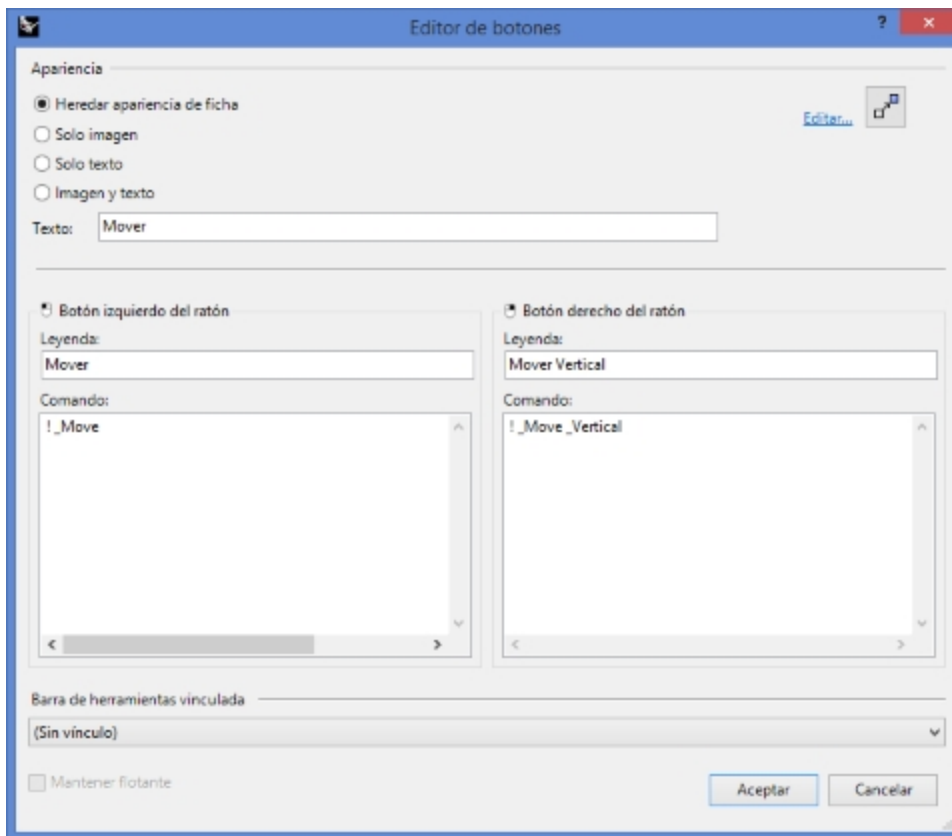 Editor de botones
?
Apariencia
Heredar apariencia de ficha
Editar...
Solo imagen
Solo texto
Imagen y texto
Texto: Mover
Botón izquierdo del ratón
Leyenda:
Mover
Comando:
! _Move
Botón derecho del ratón
Leyenda:
Mover Vertical
Comando:
! _Move _Vertical
Barra de herramientas vinculada
(Sin vínculo)
Mantener flotante
Aceptar
Cancelar